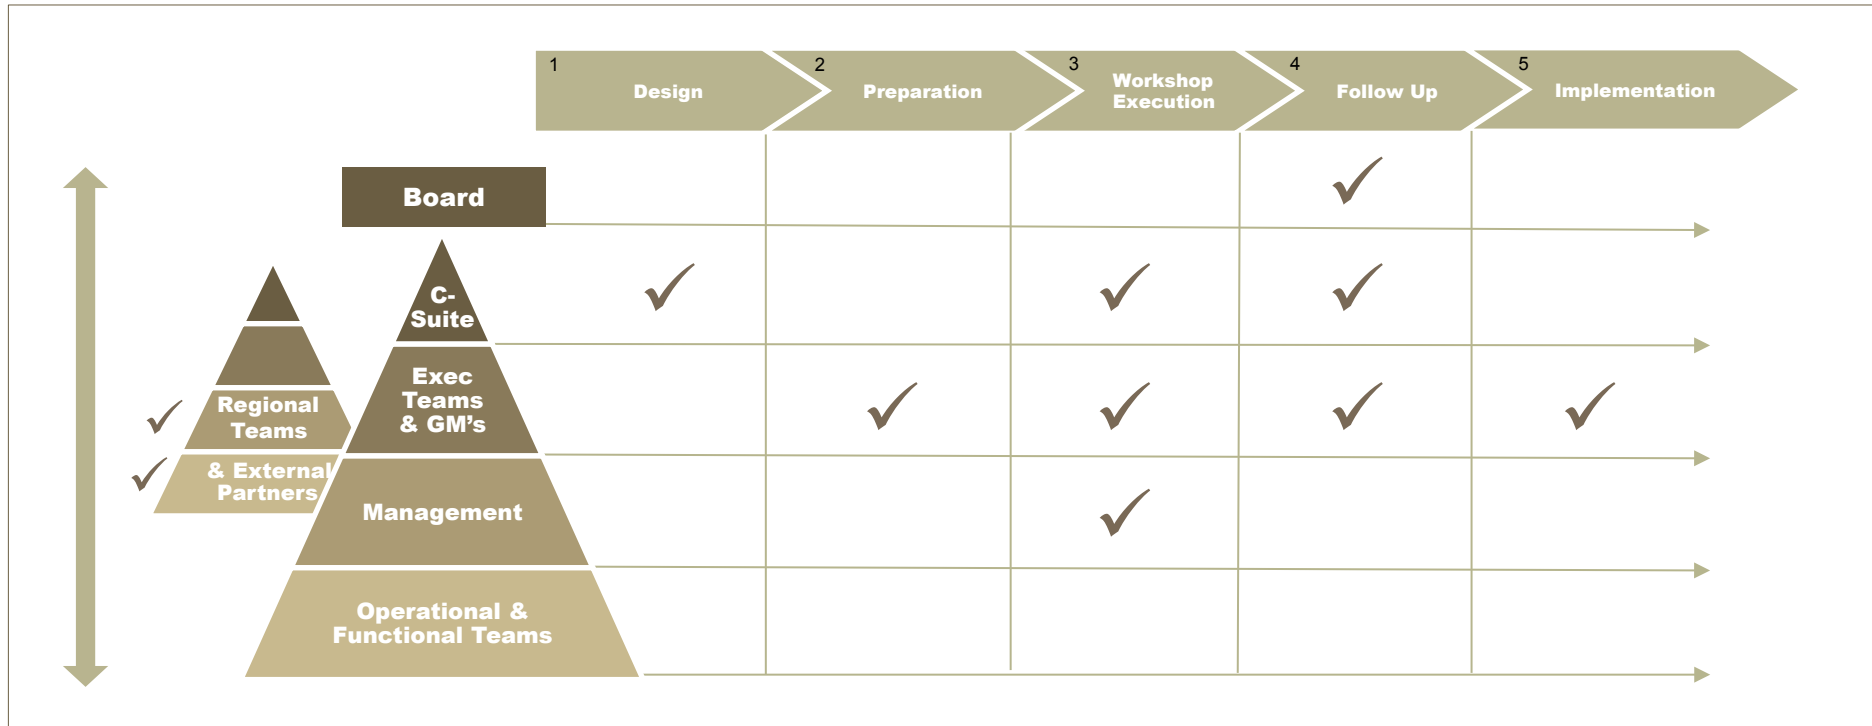 1
Design
2
Preparation
3
Workshop
Execution
4
Follow Up
5
Implementation
Board
C-
Suite
Exec
Teams
& GM's
Regional
Teams
& External
Partners
Management
Operational &
Functional Teams